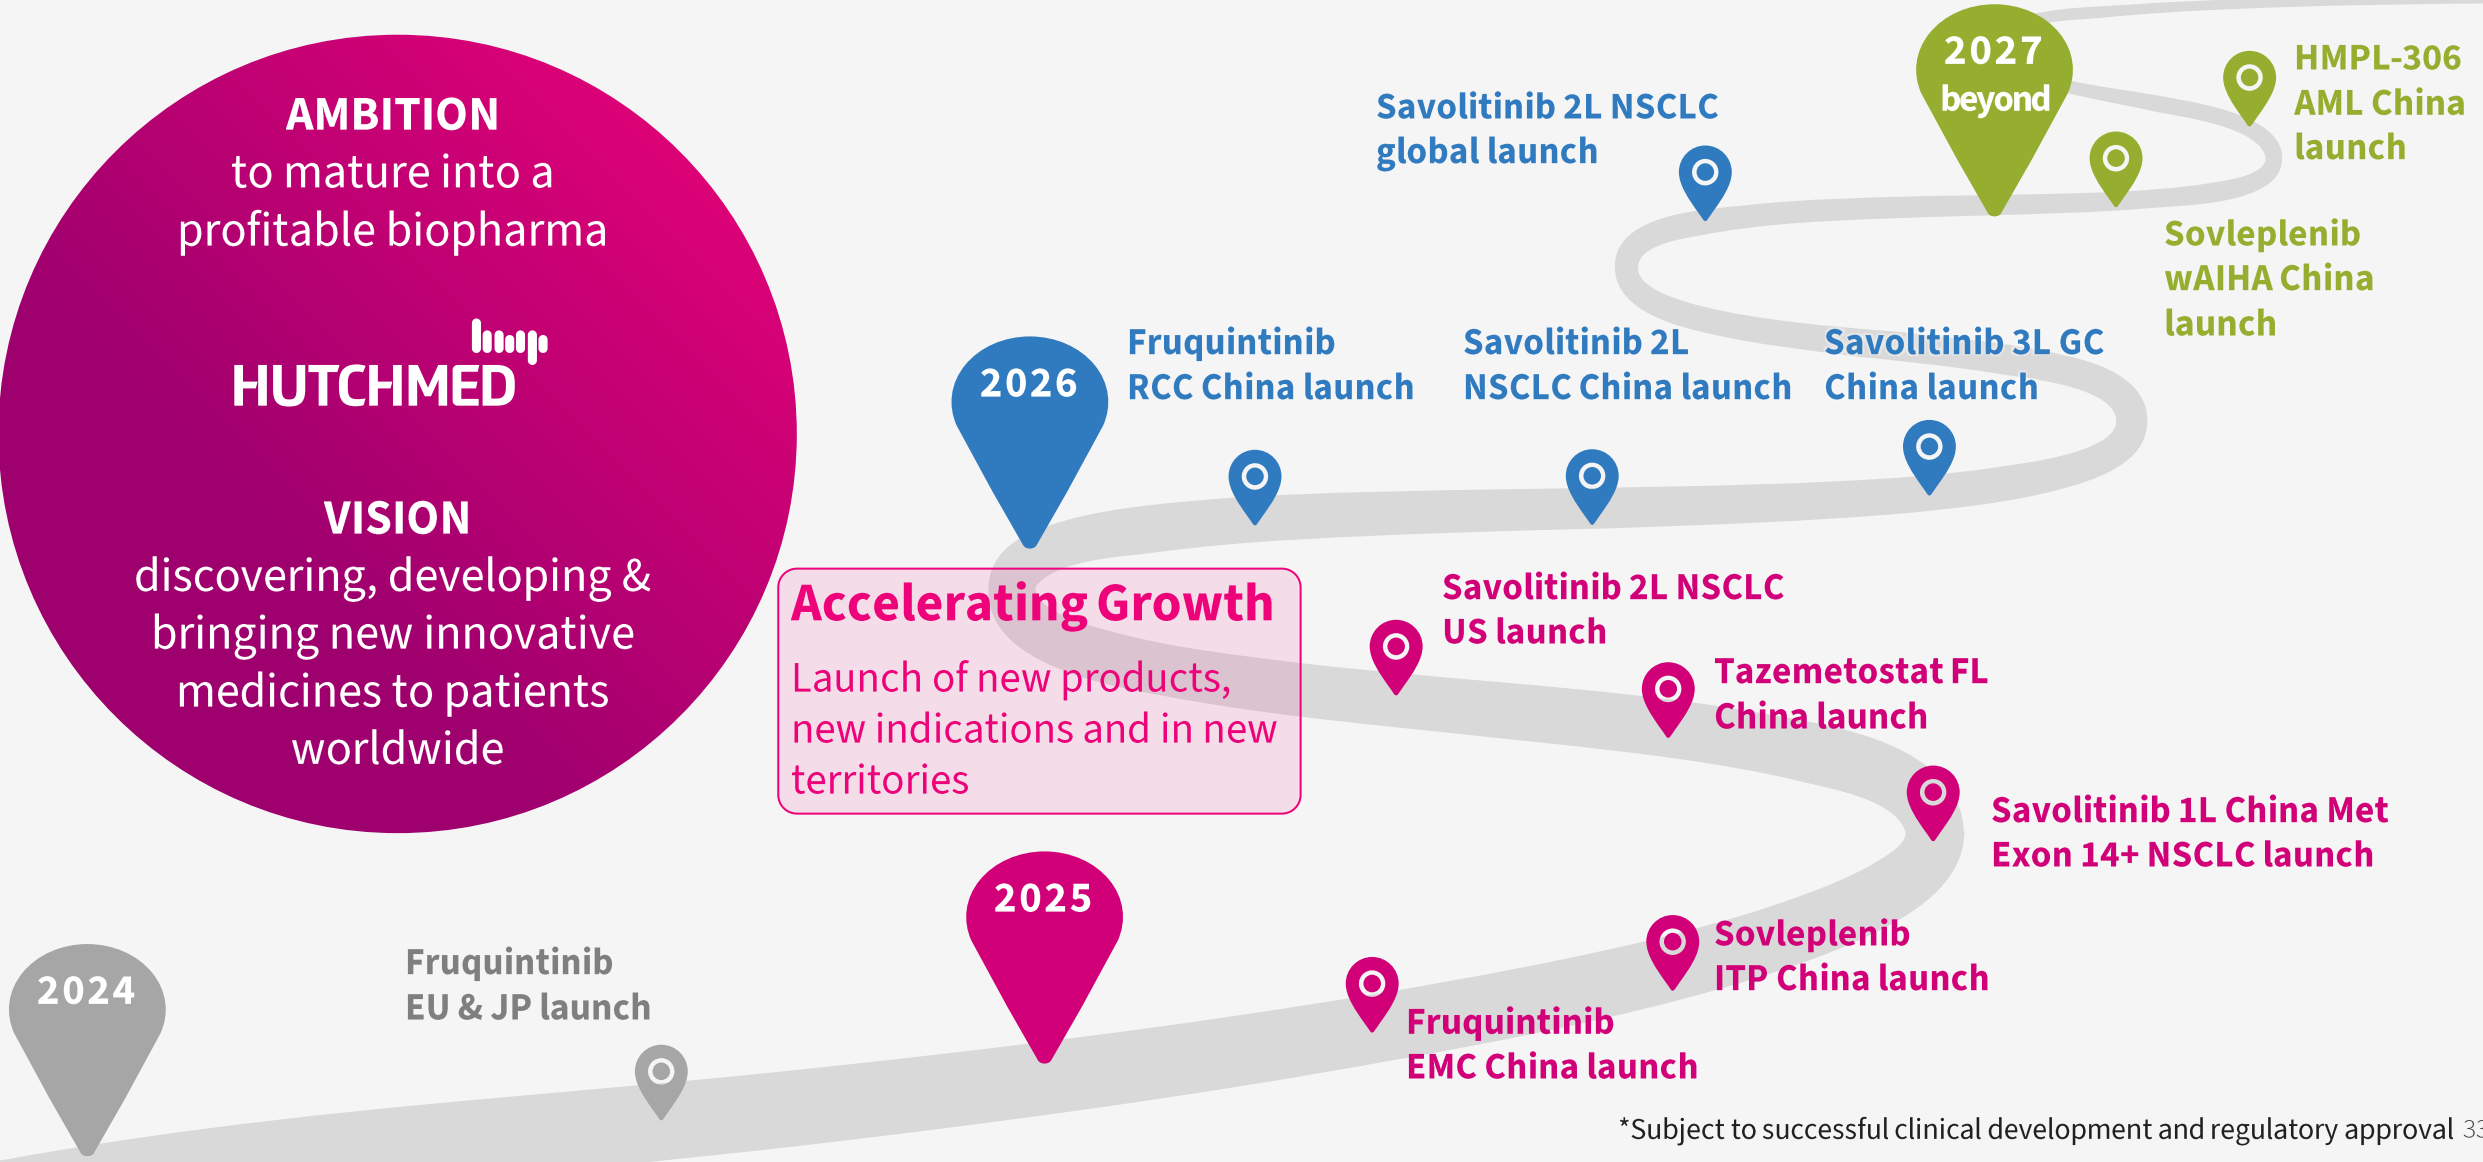 AMBITION
to mature into a
profitable biopharma
HUTCHMED
VISION
discovering, developing &
bringing new innovative
medicines to patients
worldwide
2024
Fruquintinib
EU & JP launch
2025
Fruquintinib
EMC China launch
Sovleplenib
ITP China launch
Savolitinib 1L China Met
Exon 14+ NSCLC launch
Tazemetostat FL
China launch
Savolitinib 2L NSCLC
US launch
Accelerating Growth
Launch of new products,
new indications and in new
territories
2026
Fruquintinib
RCC China launch
Savolitinib 2L
NSCLC China launch
Savolitinib 3L GC
China launch
Savolitinib 2L NSCLC
global launch
2027
beyond
Sovleplenib
wAIHA China
launch
HMPL-306
AML China
launch
*Subject to successful clinical development and regulatory approval
33